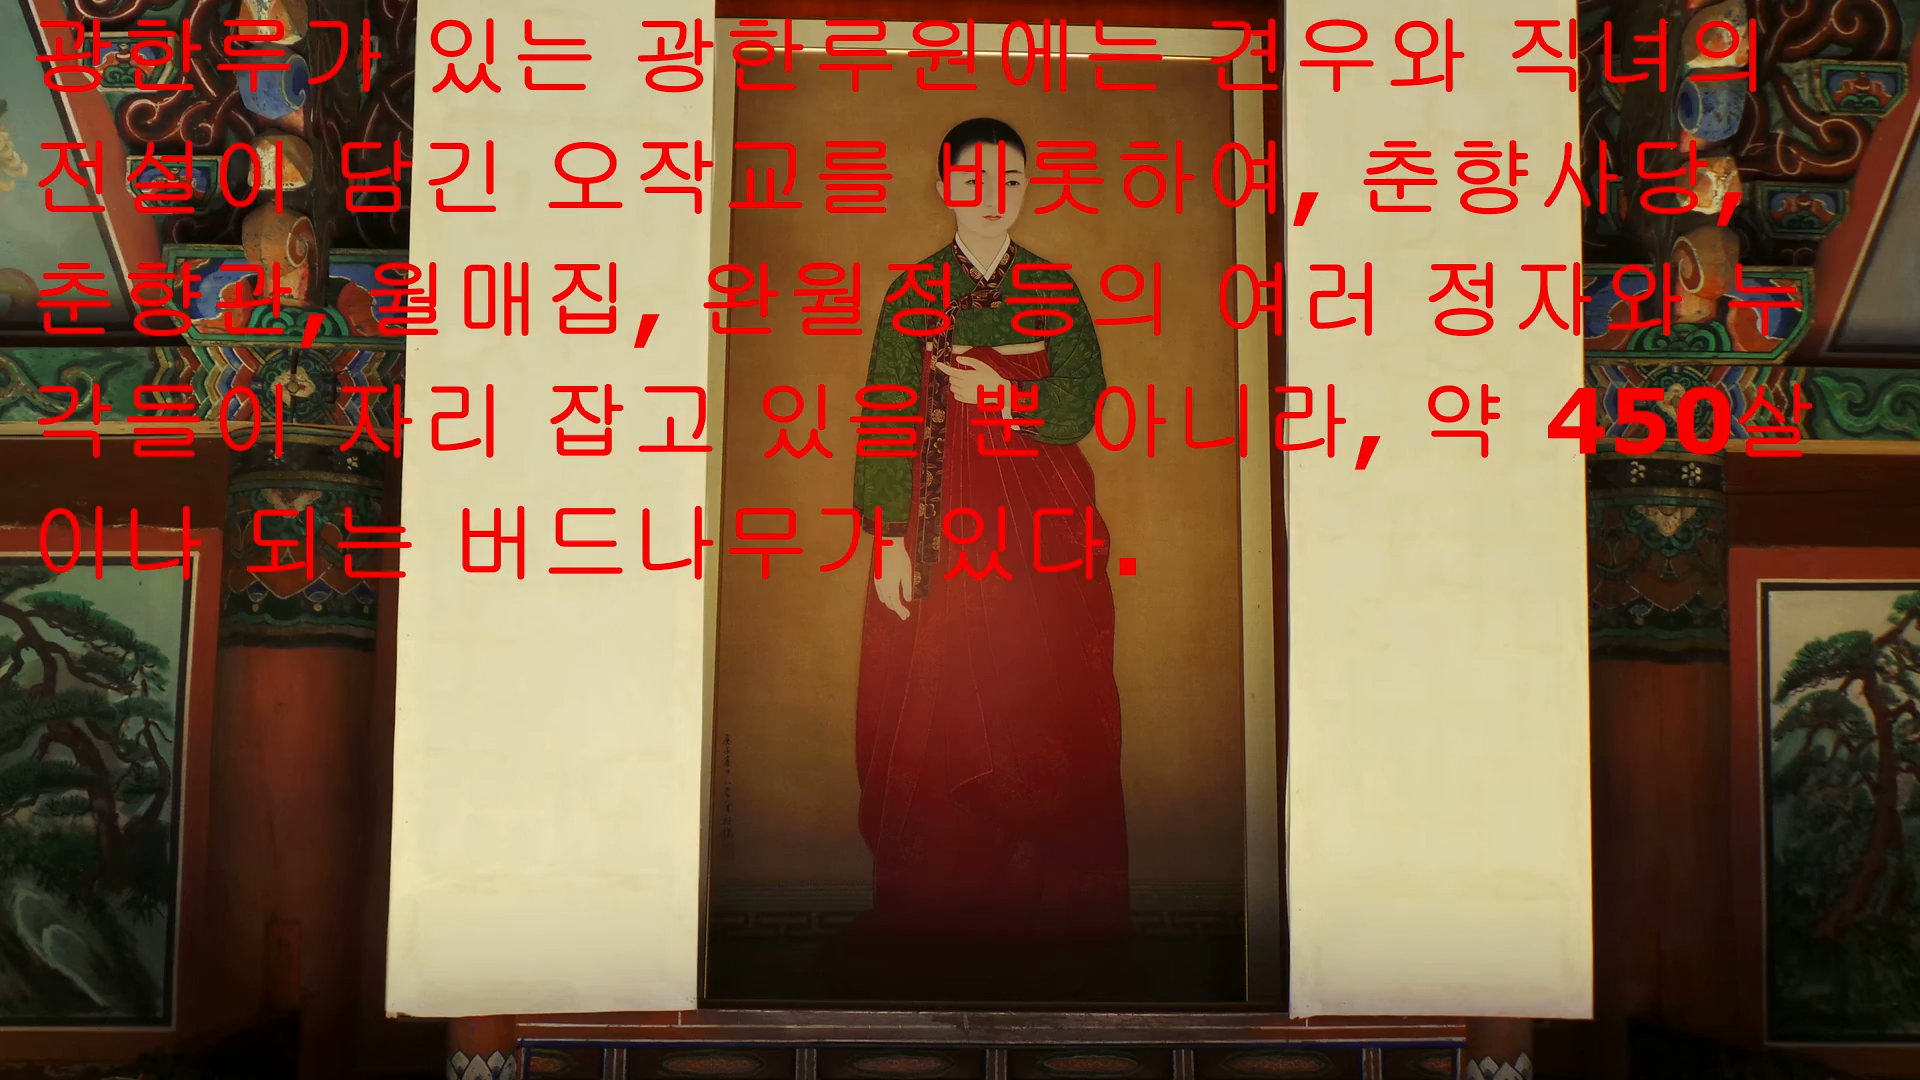 광한루가 있는 광한루원에는 견우와 직녀의
전설이 담긴 오작교를 비롯하여, 춘향사당,
춘향관, 월매집, 완월정 등의 여러 정자와 누
각들이 자리 잡고 있을 뿐 아니라, 약 450살
이나 되는 버드나무가 있다.